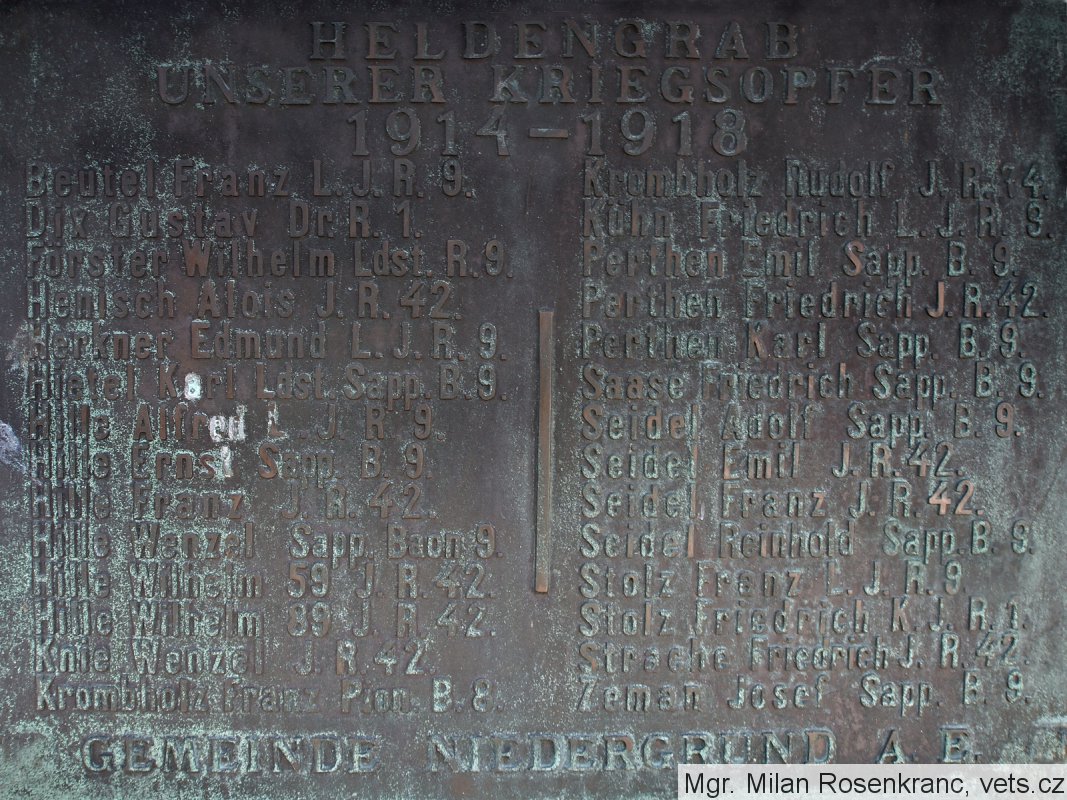 HELDENGRAB
UNSERER KRIEGSOPFER
1914-1918
Beutel Franz L. J. R. 9.
Dix Gustav Dr. R. 1.
Förster Wilhelm Ldst. R. 9.
Henisch Alois J. R. 42.
Herkner Edmund L. J. R. 9.
Hietel Karl Ldst. Sapp. B. 9.
Hille Alfred L. J. R. 9.
Hille Ernst Sapp. B. 9.
Hille Franz J. R. 42.
Hille Wenzel Sapp. Baon 9.
Hille Wilhelm 59 J. R. 42.
Hille Wilhelm 89 J. R. 42.
Knie Wenzel J. R. 42.
Krombholz Franz Pion. B. 8.
Krombholz Rudolf J. R.
Kühn Friedrich L. J. R. 9.
Perthen Emil Sapp. B. 9.
Perthen Friedrich J. R. 42.
Perthen Karl Sapp. B. 9.
Saase Friedrich Sapp. B. 9.
Seidel Adolf Sapp. B. 9.
Seidel Emil J. R. 42.
Seidel Franz J. R. 42.
Seidel Reinhold Sapp. B. 9.
Stolz Franz L. J. R. 9
Stolz Friedrich K. J. R. 1.
Strache Friedrich J. R. 42.
Zeman Josef Sapp. B. 9.
GEMEINDE NIEDERGRUND A. E.
Mgr. Milan Rosenkranc, vets.cz